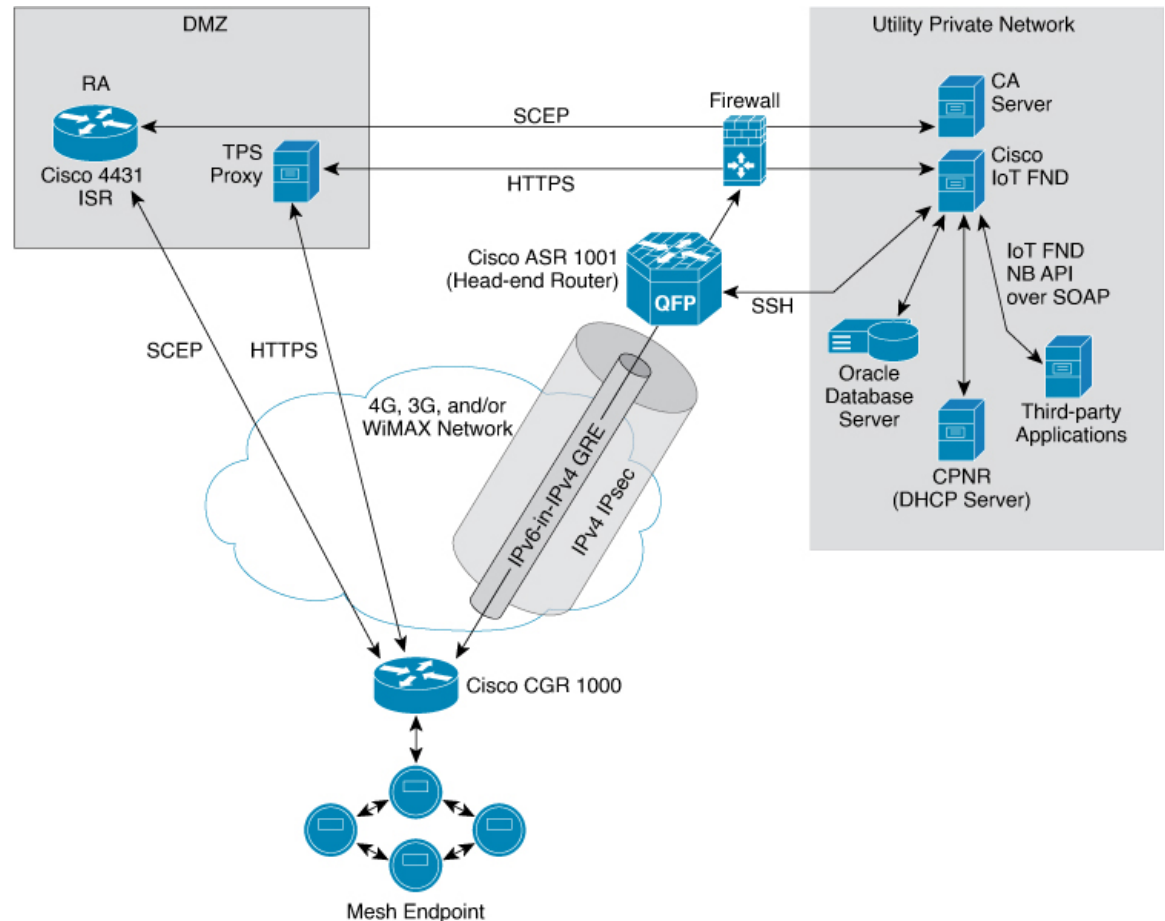 DMZ
Utility Private Network
RA
CA
Server
Firewall
SCEP
Cisco 4431
ISR
TPS
Proxy
HTTPS
Cisco
IoT FND
Cisco ASR 1001
(Head-end Router)
QFP
SSH
IoT FND
NB API
over SOAP
SCEP
HTTPS
4G, 3G, and/or
WiMAX Network
IPv6-in-IPv4 GRE
IPv4 IPsec
Oracle
Database
Server
Third-party
Applications
CPNR
(DHCP Server)
Cisco CGR 1000
Mesh Endpoint